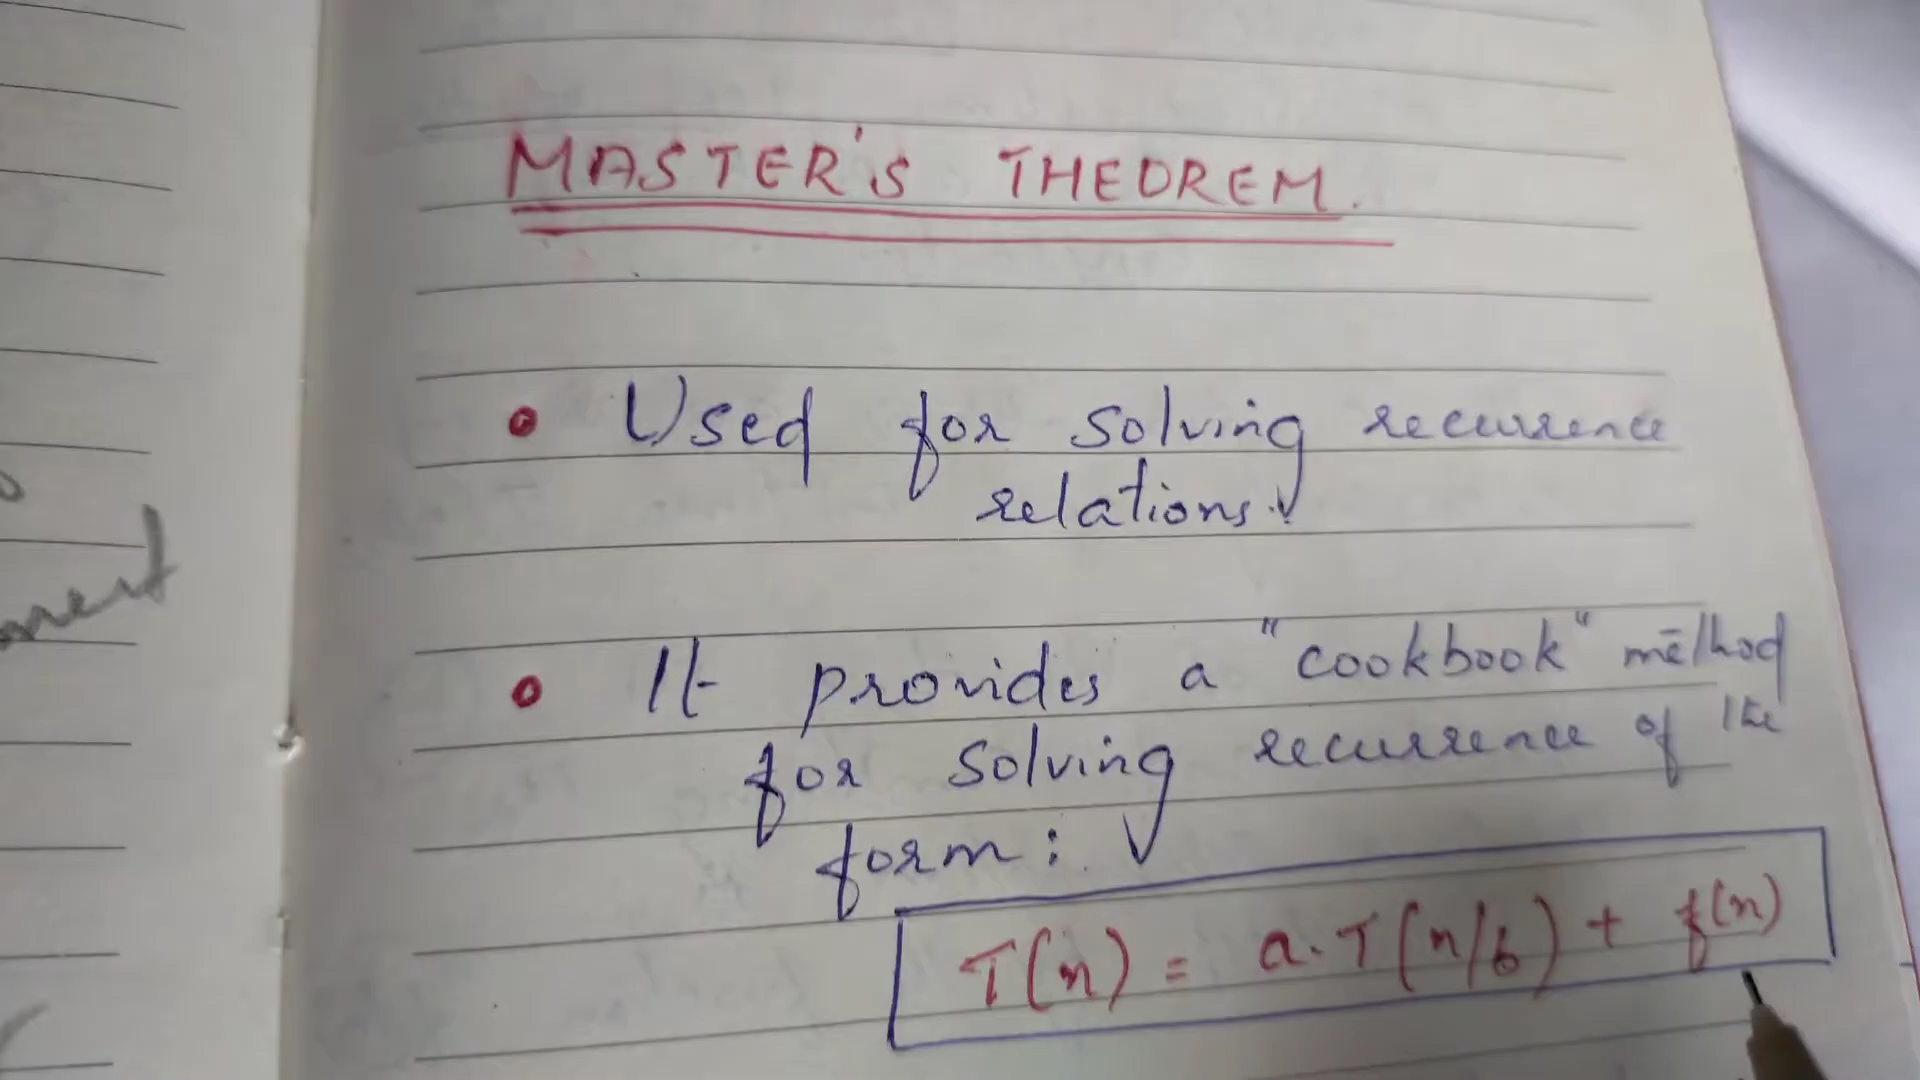 MASTER'S THEOREM.
• Used for solving recurrence
relations.
• It provides a "cookbook" method
for solving recurrence of the
form:
T(n) = a.T(n/b) + f(n)